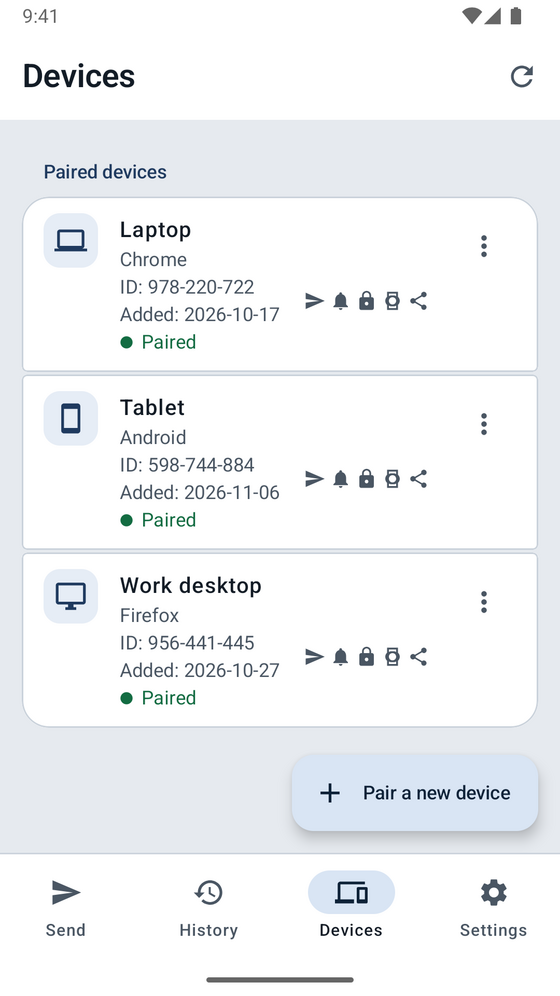 9:41
Devices
Paired devices
Laptop
Chrome
ID: 978-220-722
Added: 2026-10-17
Paired
Tablet
Android
ID: 598-744-884
Added: 2026-11-06
Paired
Work desktop
Firefox
ID: 956-441-445
Added: 2026-10-27
Paired
Pair a new device
Send
History
Devices
Settings